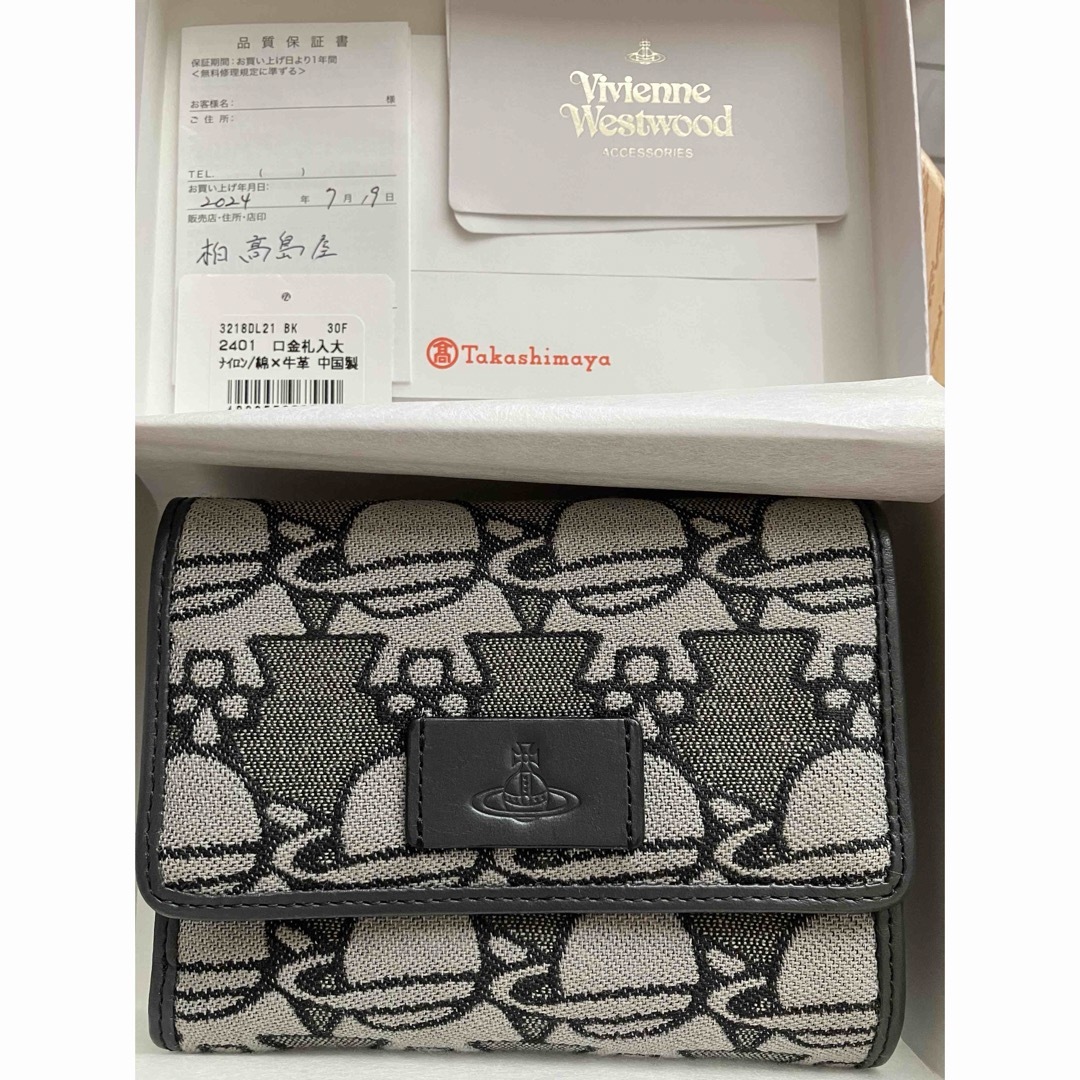 品質保証書
保証期間：お買い上げ日より1年間
＜無料修理規定に準ずる＞
お客様名： 様
ご住所：
TEL. ( )
お買い上げ年月日：
2024 年 7 月 19 日
販売店・住所・店印
柏高島屋
3218DL21 BK 30F
2401 口金札入大
ﾅｲﾛﾝ/綿×牛革 中国製
Vivienne
Westwood
ACCESSORIES
髙 Takashimaya